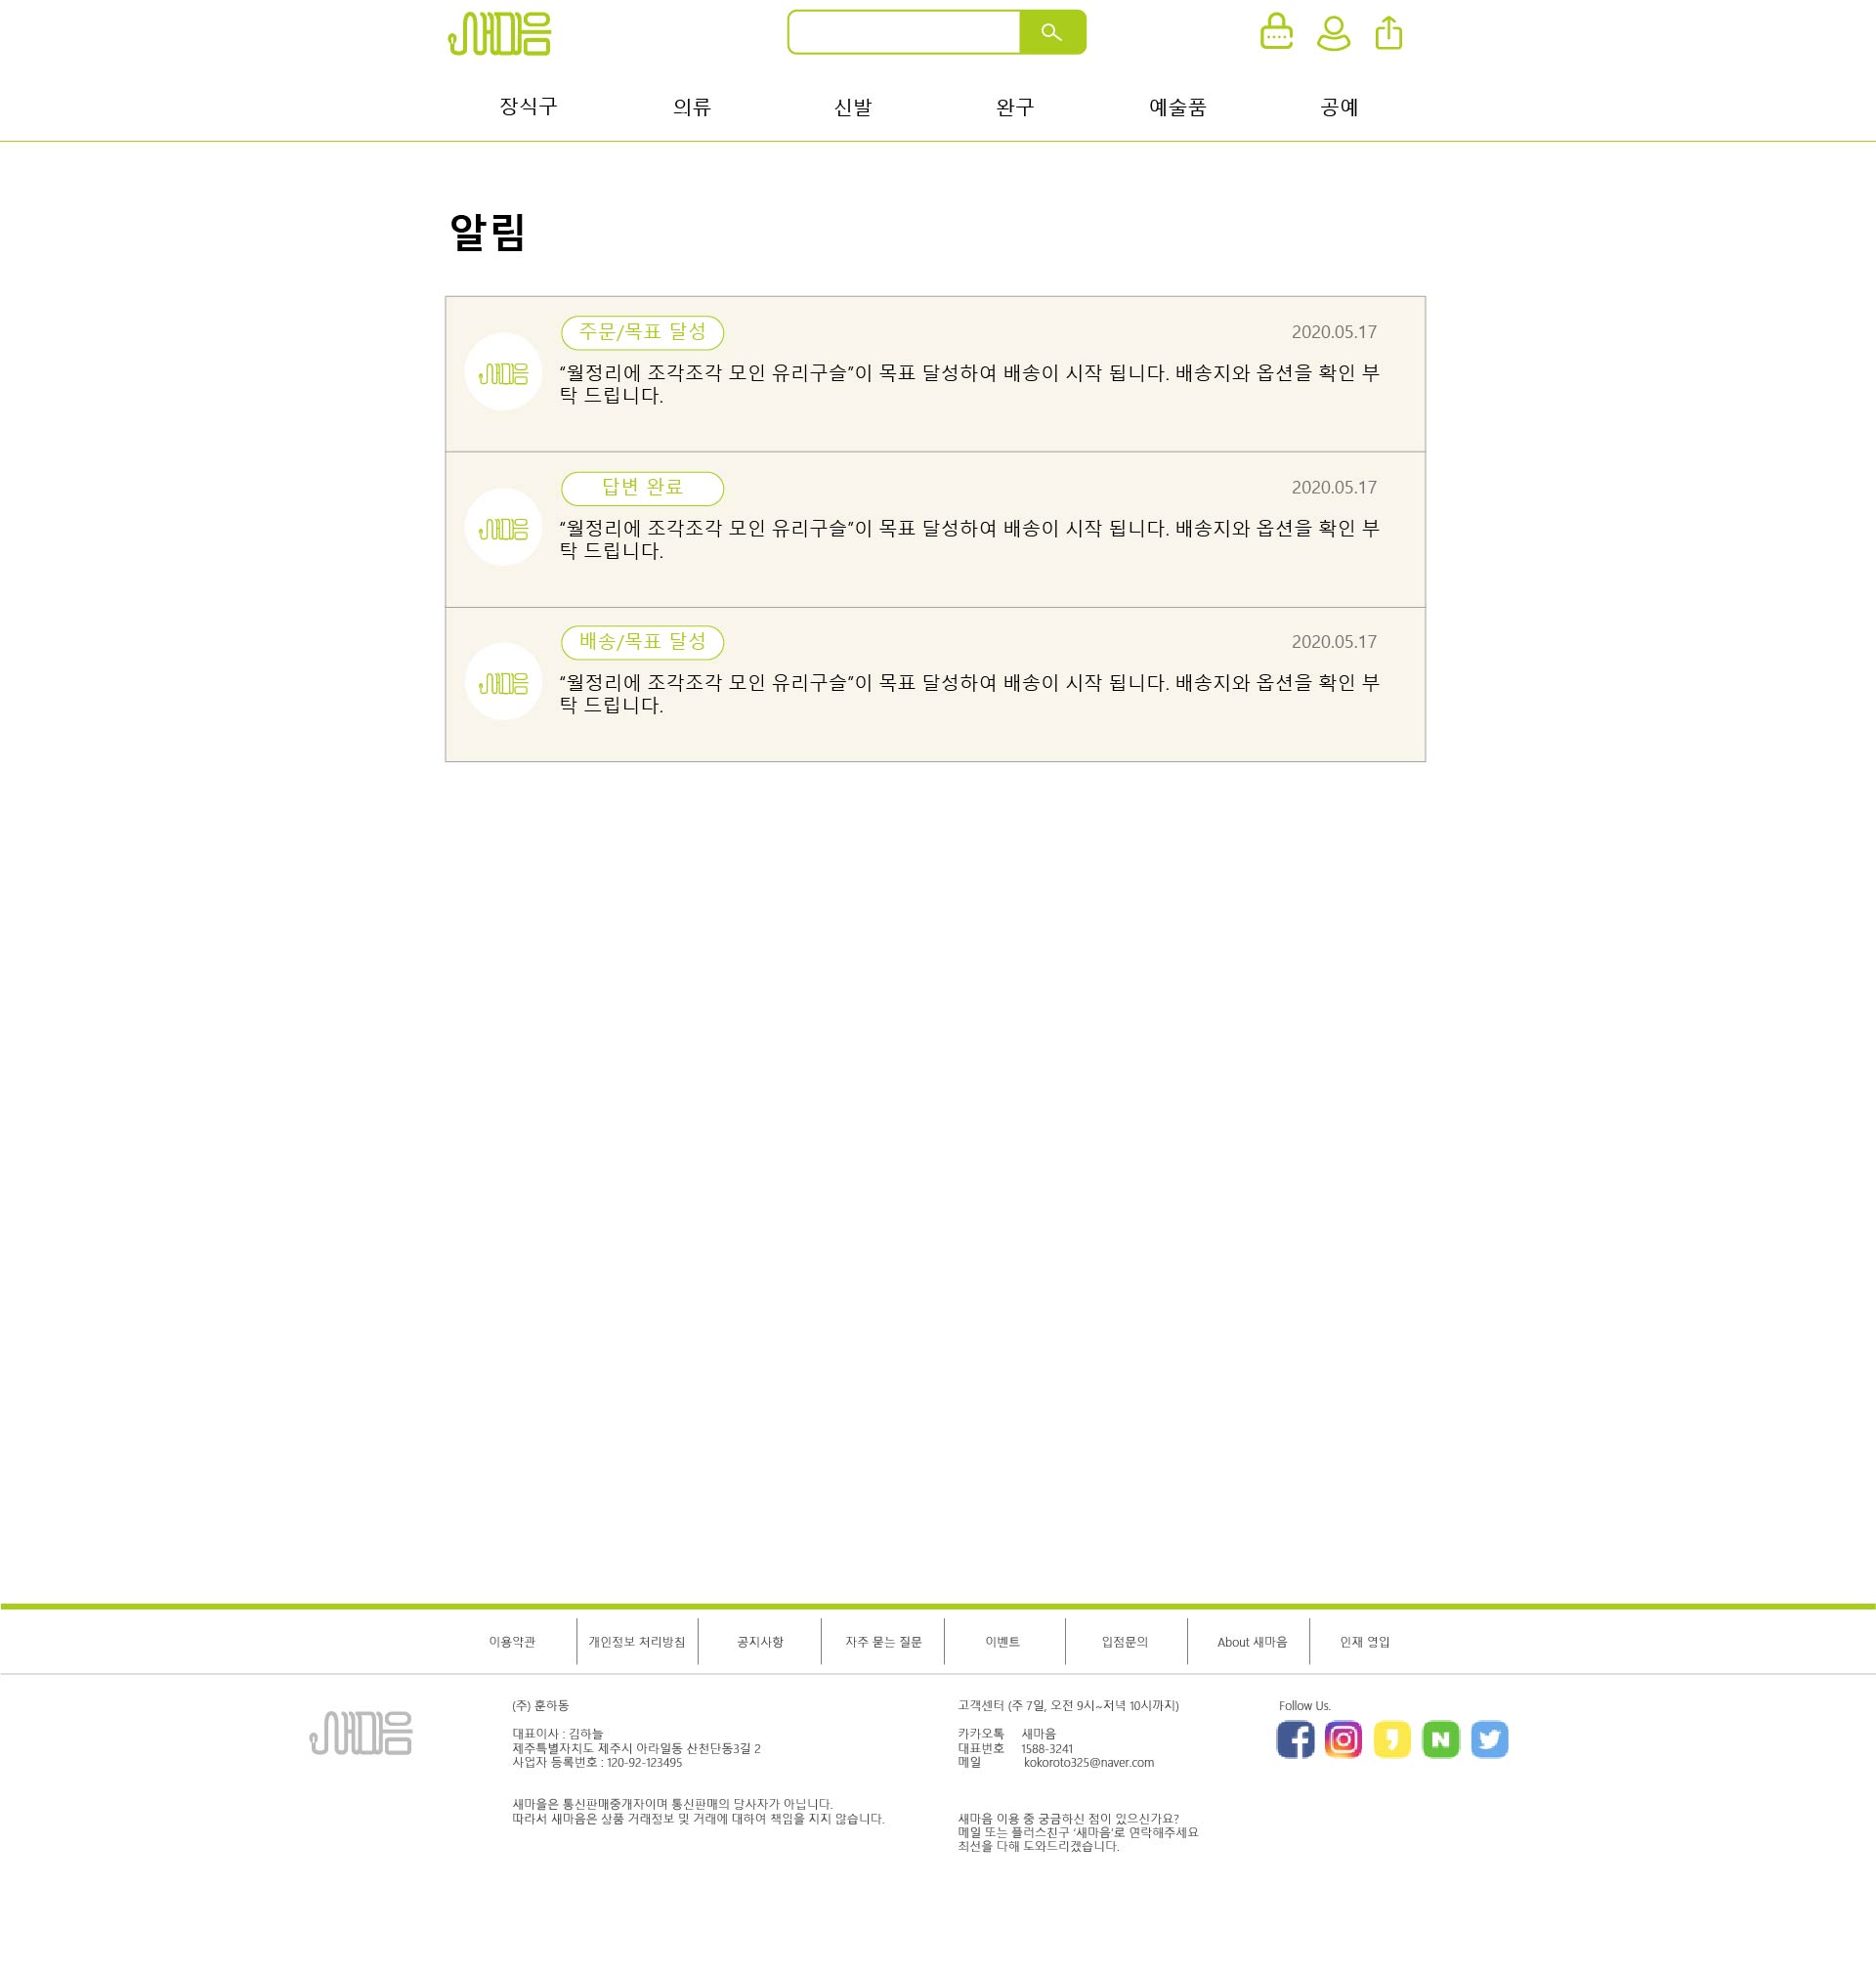 새마음
장식구 의류 신발 완구 예술품 공예
알림
주문/목표 달성 2020.05.17
새마음
“월정리에 조각조각 모인 유리구슬”이 목표 달성하여 배송이 시작 됩니다. 배송지와 옵션을 확인 부
탁 드립니다.
답변 완료 2020.05.17
새마음
“월정리에 조각조각 모인 유리구슬”이 목표 달성하여 배송이 시작 됩니다. 배송지와 옵션을 확인 부
탁 드립니다.
배송/목표 달성 2020.05.17
새마음
“월정리에 조각조각 모인 유리구슬”이 목표 달성하여 배송이 시작 됩니다. 배송지와 옵션을 확인 부
탁 드립니다.
이용약관 개인정보 처리방침 공지사항 자주 묻는 질문 이벤트 입점문의 About 새마음 인재 영입
새마음
(주) 훈하동
대표이사 : 김하늘
제주특별자치도 제주시 아라일동 산천단동3길 2
사업자 등록번호 : 120-92-123495
새마을은 통신판매중개자이며 통신판매의 당사자가 아닙니다.
따라서 새마음은 상품 거래정보 및 거래에 대하여 책임을 지지 않습니다.
고객센터 (주 7일, 오전 9시~저녁 10시까지)
카카오톡 새마음
대표번호 1588-3241
메일 kokoroto325@naver.com
새마음 이용 중 궁금하신 점이 있으신가요?
메일 또는 플러스친구 ‘새마음’로 연락해주세요
최선을 다해 도와드리겠습니다.
Follow Us.